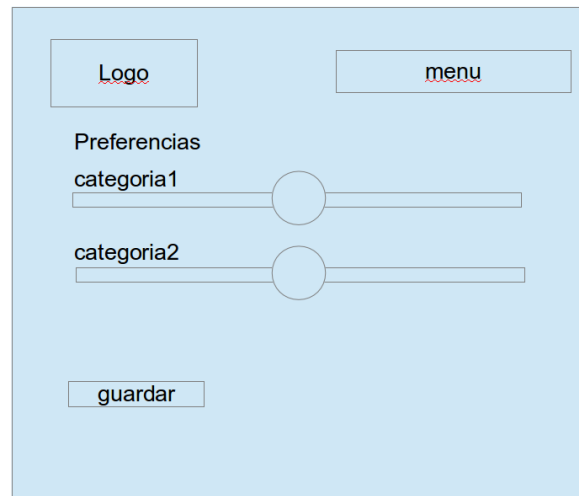 Logo
menu
Preferencias
categoria1
categoria2
guardar